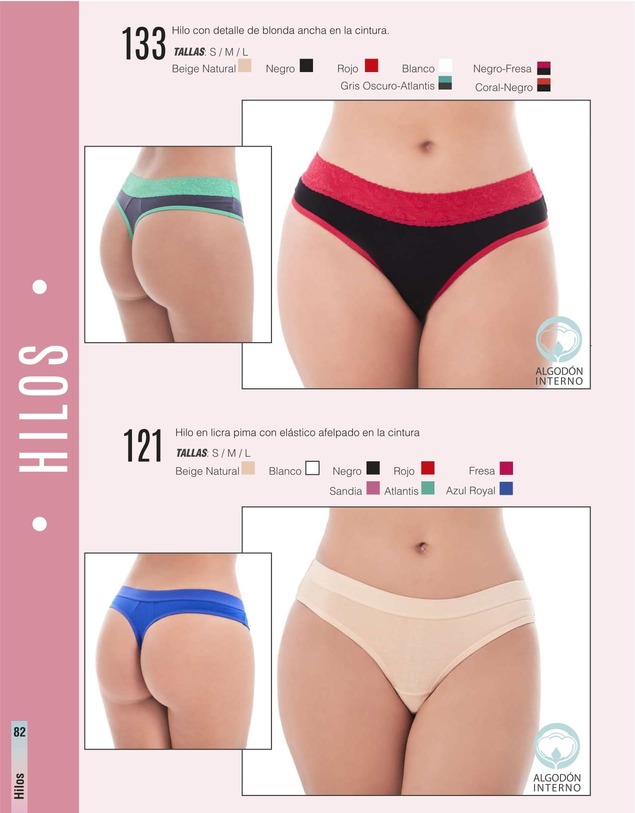 133
Hilo con detalle de blonda ancha en la cintura.
TALLAS: S / M / L
Beige Natural Negro Rojo Blanco Negro-Fresa
Gris Oscuro-Atlantis Coral-Negro
ALGODÓN
INTERNO
HILOS
121
Hilo en licra pima con elástico afelpado en la cintura
TALLAS: S / M / L
Beige Natural Blanco Negro Rojo Fresa
Sandia Atlantis Azul Royal
ALGODÓN
INTERNO
82
Hilos